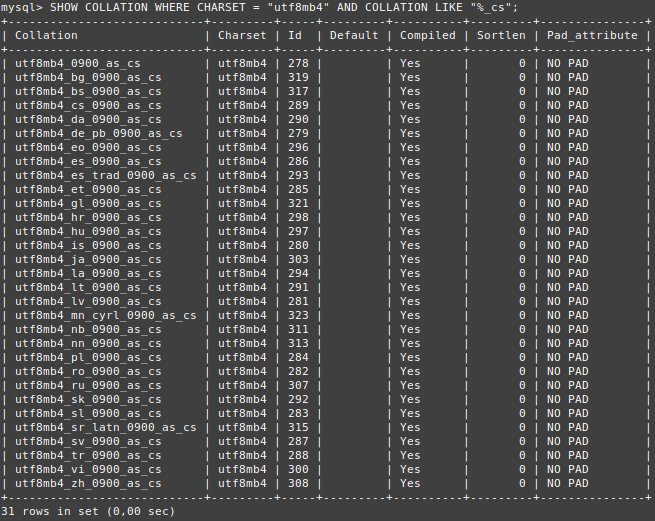 mysql> SHOW COLLATION WHERE CHARSET = "utf8mb4" AND COLLATION LIKE "%_cs";
+----------------------------+---------+-----+---------+----------+---------+---------------+
| Collation                  | Charset | Id  | Default | Compiled | Sortlen | Pad_attribute |
+----------------------------+---------+-----+---------+----------+---------+---------------+
| utf8mb4_0900_as_cs         | utf8mb4 | 278 |         | Yes      |       0 | NO PAD        |
| utf8mb4_bg_0900_as_cs      | utf8mb4 | 319 |         | Yes      |       0 | NO PAD        |
| utf8mb4_bs_0900_as_cs      | utf8mb4 | 317 |         | Yes      |       0 | NO PAD        |
| utf8mb4_cs_0900_as_cs      | utf8mb4 | 289 |         | Yes      |       0 | NO PAD        |
| utf8mb4_da_0900_as_cs      | utf8mb4 | 290 |         | Yes      |       0 | NO PAD        |
| utf8mb4_de_pb_0900_as_cs   | utf8mb4 | 279 |         | Yes      |       0 | NO PAD        |
| utf8mb4_eo_0900_as_cs      | utf8mb4 | 296 |         | Yes      |       0 | NO PAD        |
| utf8mb4_es_0900_as_cs      | utf8mb4 | 286 |         | Yes      |       0 | NO PAD        |
| utf8mb4_es_trad_0900_as_cs | utf8mb4 | 293 |         | Yes      |       0 | NO PAD        |
| utf8mb4_et_0900_as_cs      | utf8mb4 | 285 |         | Yes      |       0 | NO PAD        |
| utf8mb4_gl_0900_as_cs      | utf8mb4 | 321 |         | Yes      |       0 | NO PAD        |
| utf8mb4_hr_0900_as_cs      | utf8mb4 | 298 |         | Yes      |       0 | NO PAD        |
| utf8mb4_hu_0900_as_cs      | utf8mb4 | 297 |         | Yes      |       0 | NO PAD        |
| utf8mb4_is_0900_as_cs      | utf8mb4 | 280 |         | Yes      |       0 | NO PAD        |
| utf8mb4_ja_0900_as_cs      | utf8mb4 | 303 |         | Yes      |       0 | NO PAD        |
| utf8mb4_la_0900_as_cs      | utf8mb4 | 294 |         | Yes      |       0 | NO PAD        |
| utf8mb4_lt_0900_as_cs      | utf8mb4 | 291 |         | Yes      |       0 | NO PAD        |
| utf8mb4_lv_0900_as_cs      | utf8mb4 | 281 |         | Yes      |       0 | NO PAD        |
| utf8mb4_mn_cyrl_0900_as_cs | utf8mb4 | 323 |         | Yes      |       0 | NO PAD        |
| utf8mb4_nb_0900_as_cs      | utf8mb4 | 311 |         | Yes      |       0 | NO PAD        |
| utf8mb4_nn_0900_as_cs      | utf8mb4 | 313 |         | Yes      |       0 | NO PAD        |
| utf8mb4_pl_0900_as_cs      | utf8mb4 | 284 |         | Yes      |       0 | NO PAD        |
| utf8mb4_ro_0900_as_cs      | utf8mb4 | 282 |         | Yes      |       0 | NO PAD        |
| utf8mb4_ru_0900_as_cs      | utf8mb4 | 307 |         | Yes      |       0 | NO PAD        |
| utf8mb4_sk_0900_as_cs      | utf8mb4 | 292 |         | Yes      |       0 | NO PAD        |
| utf8mb4_sl_0900_as_cs      | utf8mb4 | 283 |         | Yes      |       0 | NO PAD        |
| utf8mb4_sr_latn_0900_as_cs | utf8mb4 | 315 |         | Yes      |       0 | NO PAD        |
| utf8mb4_sv_0900_as_cs      | utf8mb4 | 287 |         | Yes      |       0 | NO PAD        |
| utf8mb4_tr_0900_as_cs      | utf8mb4 | 288 |         | Yes      |       0 | NO PAD        |
| utf8mb4_vi_0900_as_cs      | utf8mb4 | 300 |         | Yes      |       0 | NO PAD        |
| utf8mb4_zh_0900_as_cs      | utf8mb4 | 308 |         | Yes      |       0 | NO PAD        |
+----------------------------+---------+-----+---------+----------+---------+---------------+
31 rows in set (0,00 sec)